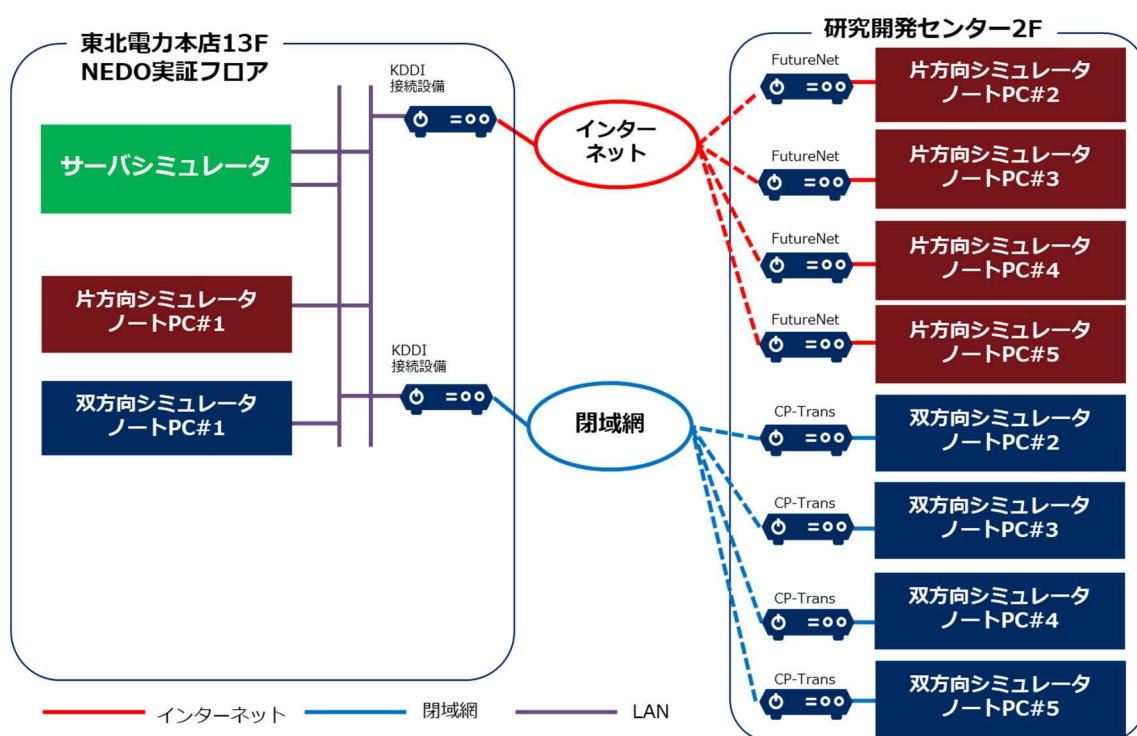 東北電力本店13F
NEDO実証フロア
KDDI
接続設備
サーバシミュレータ
片方向シミュレータ
ノートPC#1
KDDI
接続設備
双方向シミュレータ
ノートPC#1
インター
ネット
閉域網
研究開発センター2F
FutureNet
片方向シミュレータ
ノートPC#2
FutureNet
片方向シミュレータ
ノートPC#3
FutureNet
片方向シミュレータ
ノートPC#4
FutureNet
片方向シミュレータ
ノートPC#5
CP-Trans
双方向シミュレータ
ノートPC#2
CP-Trans
双方向シミュレータ
ノートPC#3
CP-Trans
双方向シミュレータ
ノートPC#4
CP-Trans
双方向シミュレータ
ノートPC#5
インターネット
閉域網
LAN